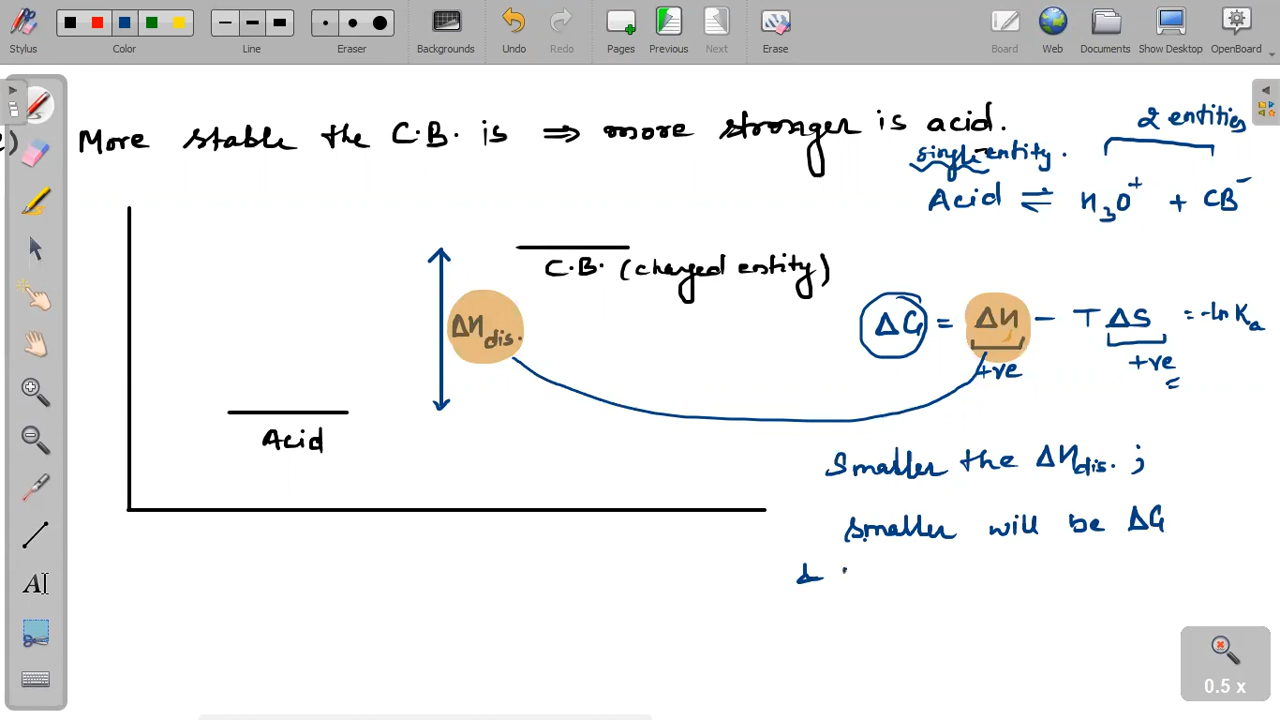 Stylus
Color
Line
Eraser
Backgrounds
Undo
Redo
Pages
Previous
Next
Erase
Board
Web
Documents
Show Desktop
OpenBoard
More stable the C.B. is ⇒ more stronger is acid.
2 entities
single entity.
Acid ⇌ H3O+ + CB-
C.B. (charged entity)
ΔHdis.
ΔG = ΔH - TΔS = -ln Ka
+ve +ve
Acid
Smaller the ΔHdis. ;
smaller will be ΔG
&
0.5 x